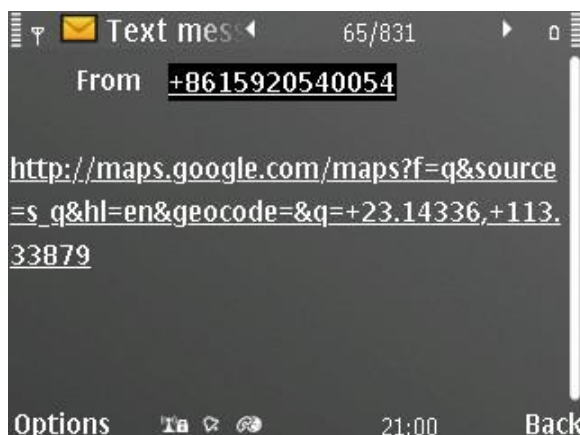 Text mes
65/831
From +8615920540054
http://maps.google.com/maps?f=q&source
=s_q&hl=en&geocode=&q=+23.14336,+113.
33879
Options 21:00 Back